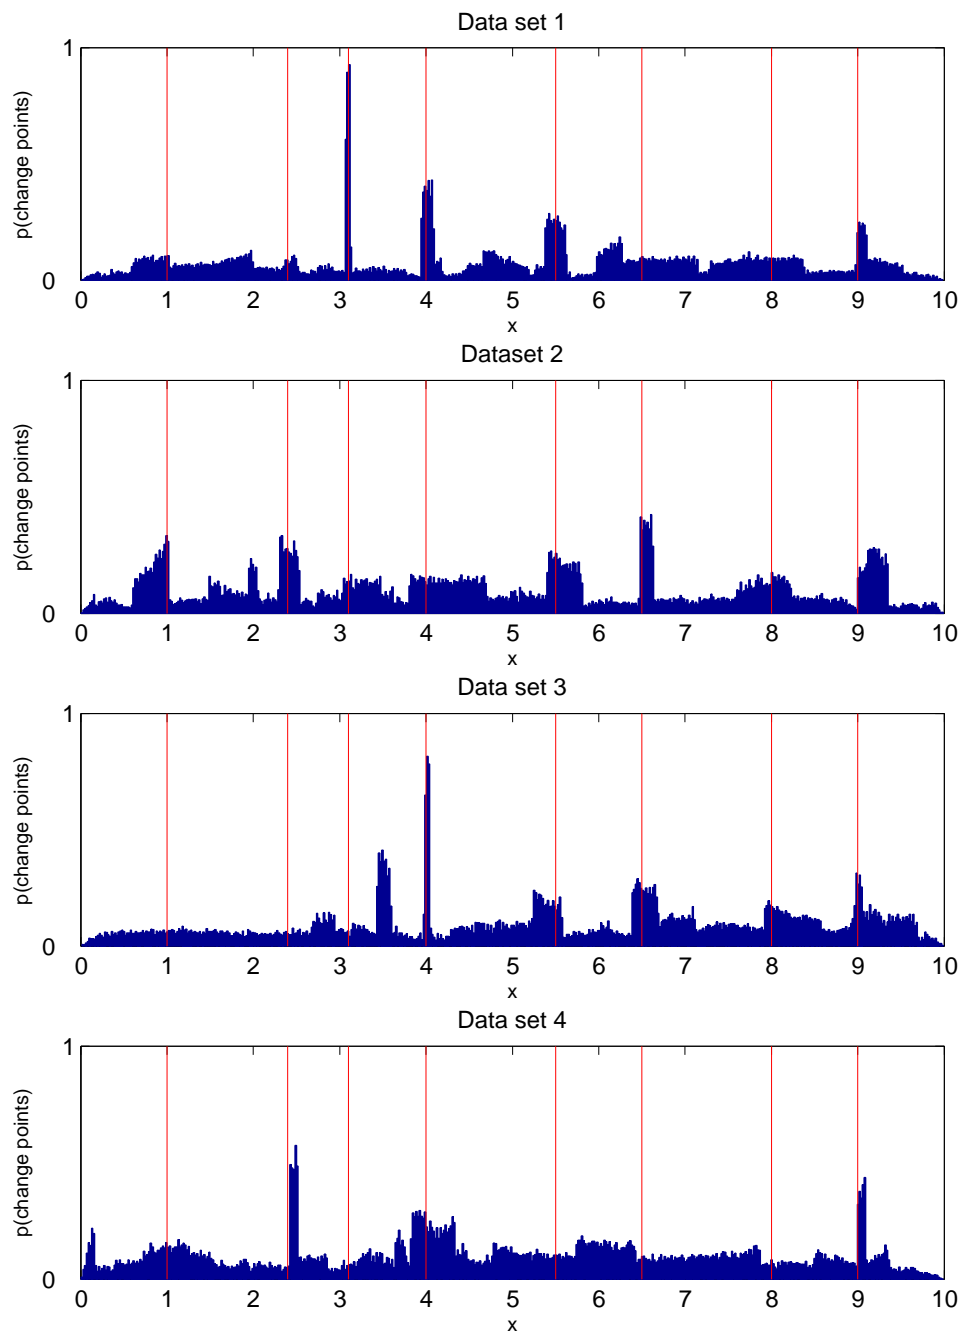 Data set 1
1
p(change points)
0
0 1 2 3 4 5 6 7 8 9 10
x
Dataset 2
1
p(change points)
0
0 1 2 3 4 5 6 7 8 9 10
x
Data set 3
1
p(change points)
0
0 1 2 3 4 5 6 7 8 9 10
x
Data set 4
1
p(change points)
0
0 1 2 3 4 5 6 7 8 9 10
x